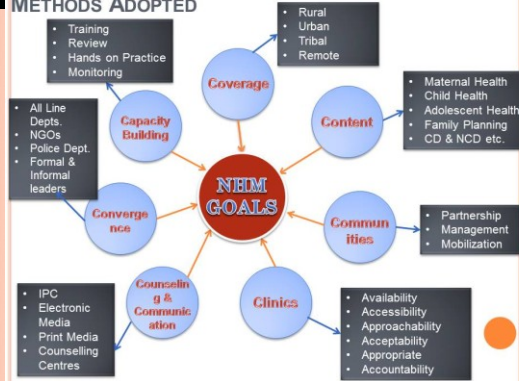 METHODS ADOPTED
• Training
• Review
• Hands on Practice
• Monitoring
• Rural
• Urban
• Tribal
• Remote
Coverage
Capacity
Building
Content
• Maternal Health
• Child Health
• Adolescent Health
• Family Planning
• CD & NCD etc.
• All Line
Depts.
• NGOs
• Police Dept.
• Formal &
Informal
leaders
NHM
GOALS
Converge
nce
Commun
ities
• Partnership
• Management
• Mobilization
Counselin
g &
Communic
ation
Clinics
• IPC
• Electronic
Media
• Print Media
• Counselling
Centres
• Availability
• Accessibility
• Approachability
• Acceptability
• Appropriate
• Accountability